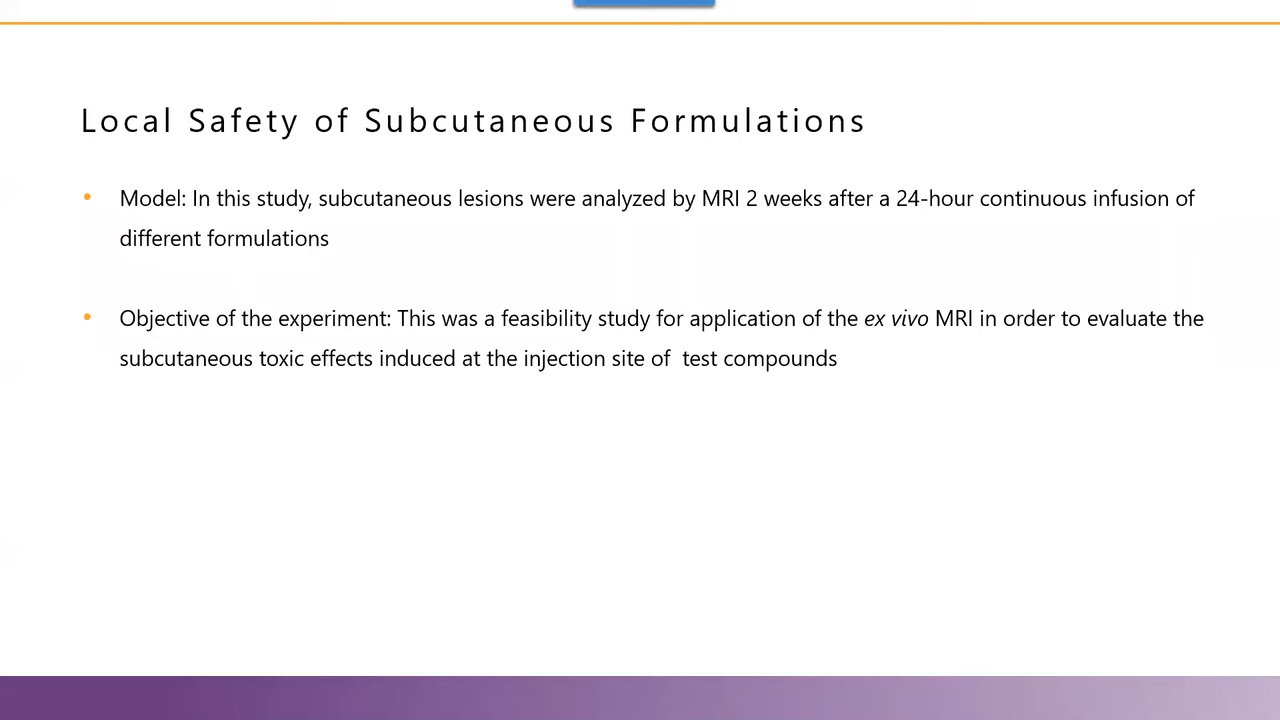 Local Safety of Subcutaneous Formulations
• Model: In this study, subcutaneous lesions were analyzed by MRI 2 weeks after a 24-hour continuous infusion of
different formulations
• Objective of the experiment: This was a feasibility study for application of the ex vivo MRI in order to evaluate the
subcutaneous toxic effects induced at the injection site of  test compounds